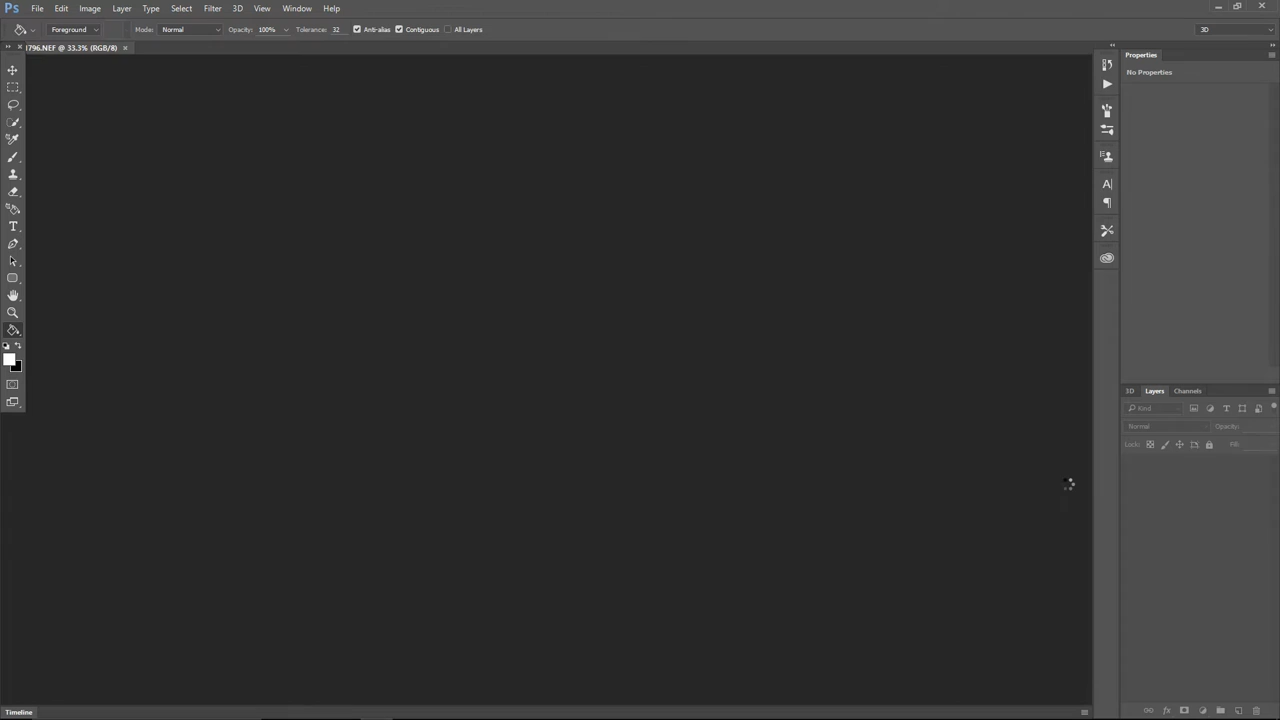 Ps File Edit Image Layer Type Select Filter 3D View Window Help
Foreground Mode: Normal Opacity: 100% Tolerance: 32 Anti-alias Contiguous All Layers 3D
796.NEF @ 33.3% (RGB/8) ×
Properties
No Properties
3D Layers Channels
Kind
Normal Opacity:
Lock: Fill:
Timeline